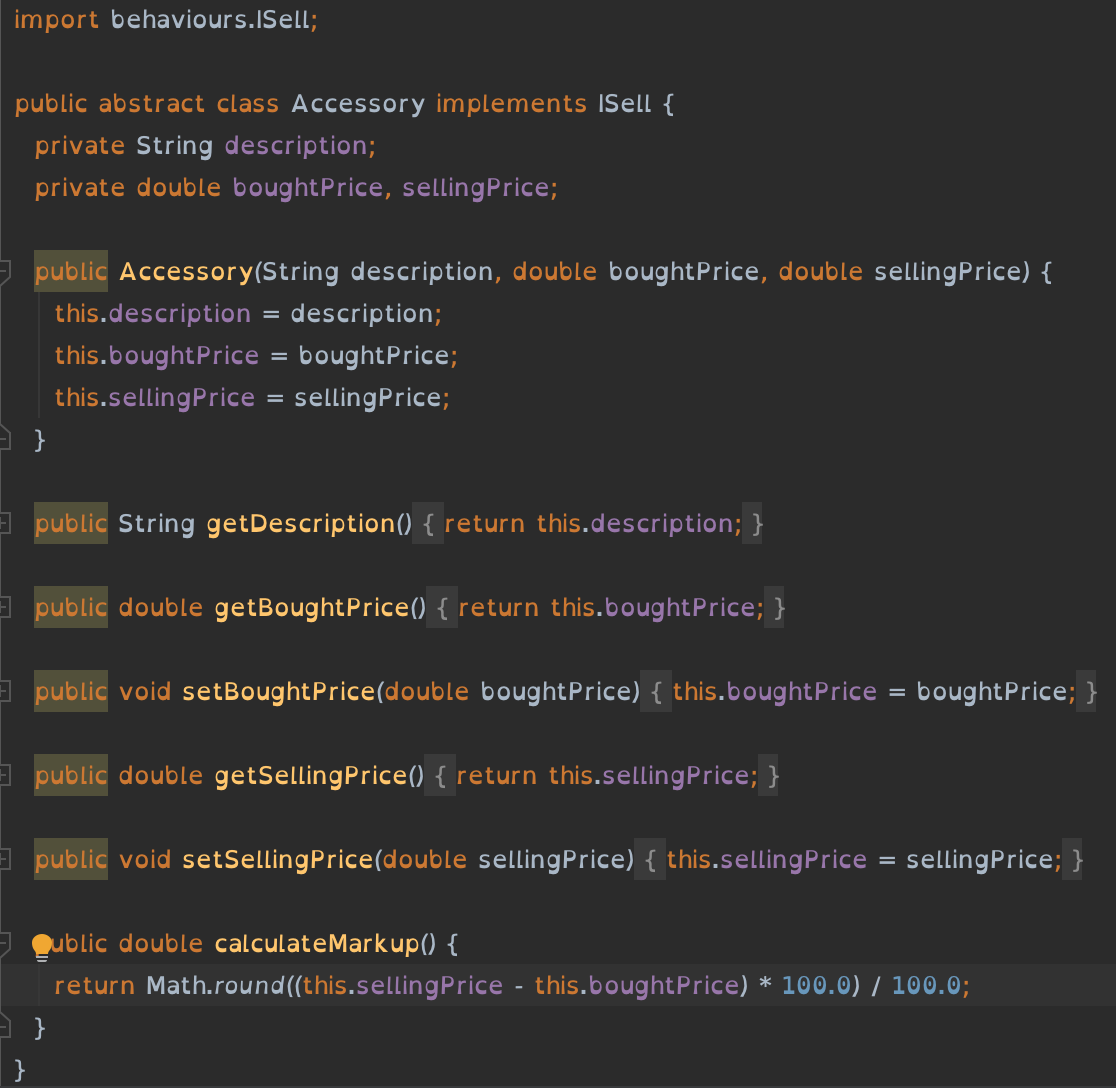 import behaviours.ISell;
public abstract class Accessory implements ISell {
private String description;
private double boughtPrice, sellingPrice;
public Accessory(String description, double boughtPrice, double sellingPrice) {
this.description = description;
this.boughtPrice = boughtPrice;
this.sellingPrice = sellingPrice;
}
public String getDescription() { return this.description; }
public double getBoughtPrice() { return this.boughtPrice; }
public void setBoughtPrice(double boughtPrice) { this.boughtPrice = boughtPrice; }
public double getSellingPrice() { return this.sellingPrice; }
public void setSellingPrice(double sellingPrice) { this.sellingPrice = sellingPrice; }
public double calculateMarkup() {
return Math.round((this.sellingPrice - this.boughtPrice) * 100.0) / 100.0;
}
}